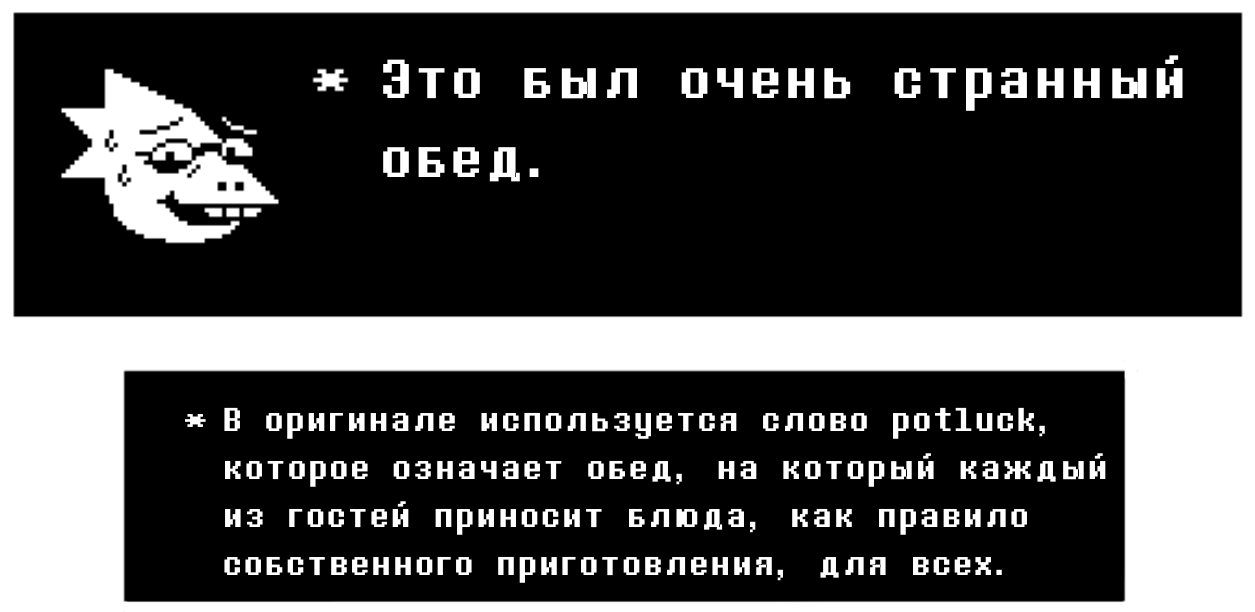 * Это был очень странный
обед.
* В оригинале используется слово potluck,
которое означает обед, на который каждый
из гостей приносит блюда, как правило
собственного приготовления, для всех.